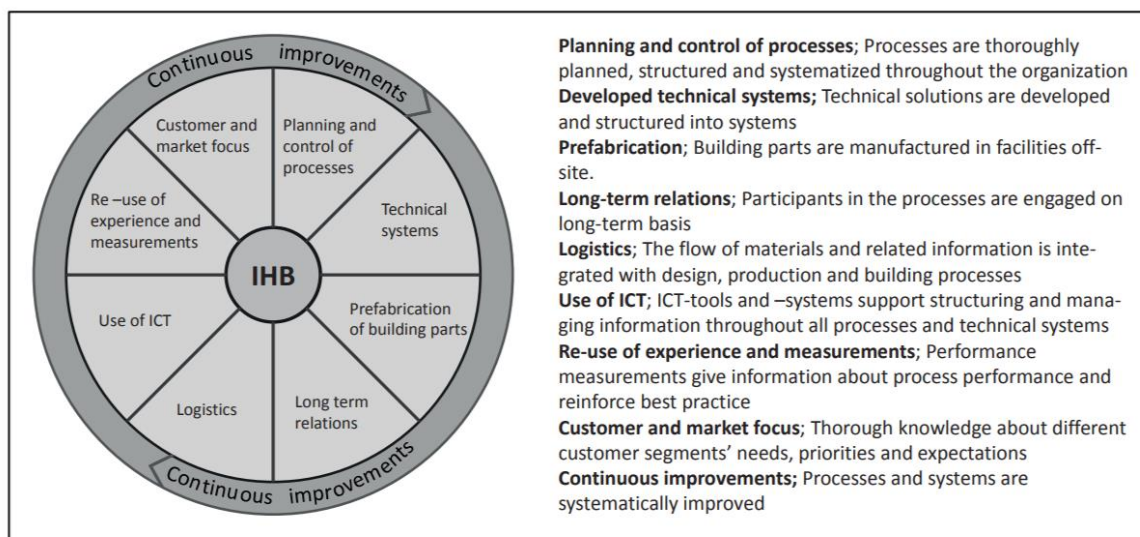 Continuous improvements
Customer and
market focus
Planning and
control of
processes
Re –use of
experience and
measurements
Technical
systems
IHB
Use of ICT
Prefabrication
of building parts
Logistics
Long term
relations
Continuous improvements
Planning and control of processes; Processes are thoroughly
planned, structured and systematized throughout the organization
Developed technical systems; Technical solutions are developed
and structured into systems
Prefabrication; Building parts are manufactured in facilities off-
site.
Long-term relations; Participants in the processes are engaged on
long-term basis
Logistics; The flow of materials and related information is inte-
grated with design, production and building processes
Use of ICT; ICT-tools and –systems support structuring and mana-
ging information throughout all processes and technical systems
Re-use of experience and measurements; Performance
measurements give information about process performance and
reinforce best practice
Customer and market focus; Thorough knowledge about different
customer segments’ needs, priorities and expectations
Continuous improvements; Processes and systems are
systematically improved